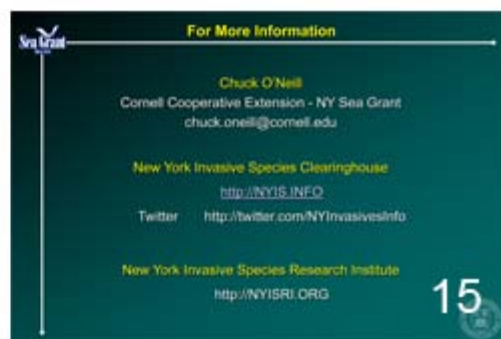 For More Information
Sea Grant
Chuck O'Neill
Cornell Cooperative Extension - NY Sea Grant
chuck.oneill@cornell.edu
New York Invasive Species Clearinghouse
http://NYIS.INFO
Twitter http://twitter.com/NYInvasivesInfo
New York Invasive Species Research Institute
http://NYISRI.ORG
15